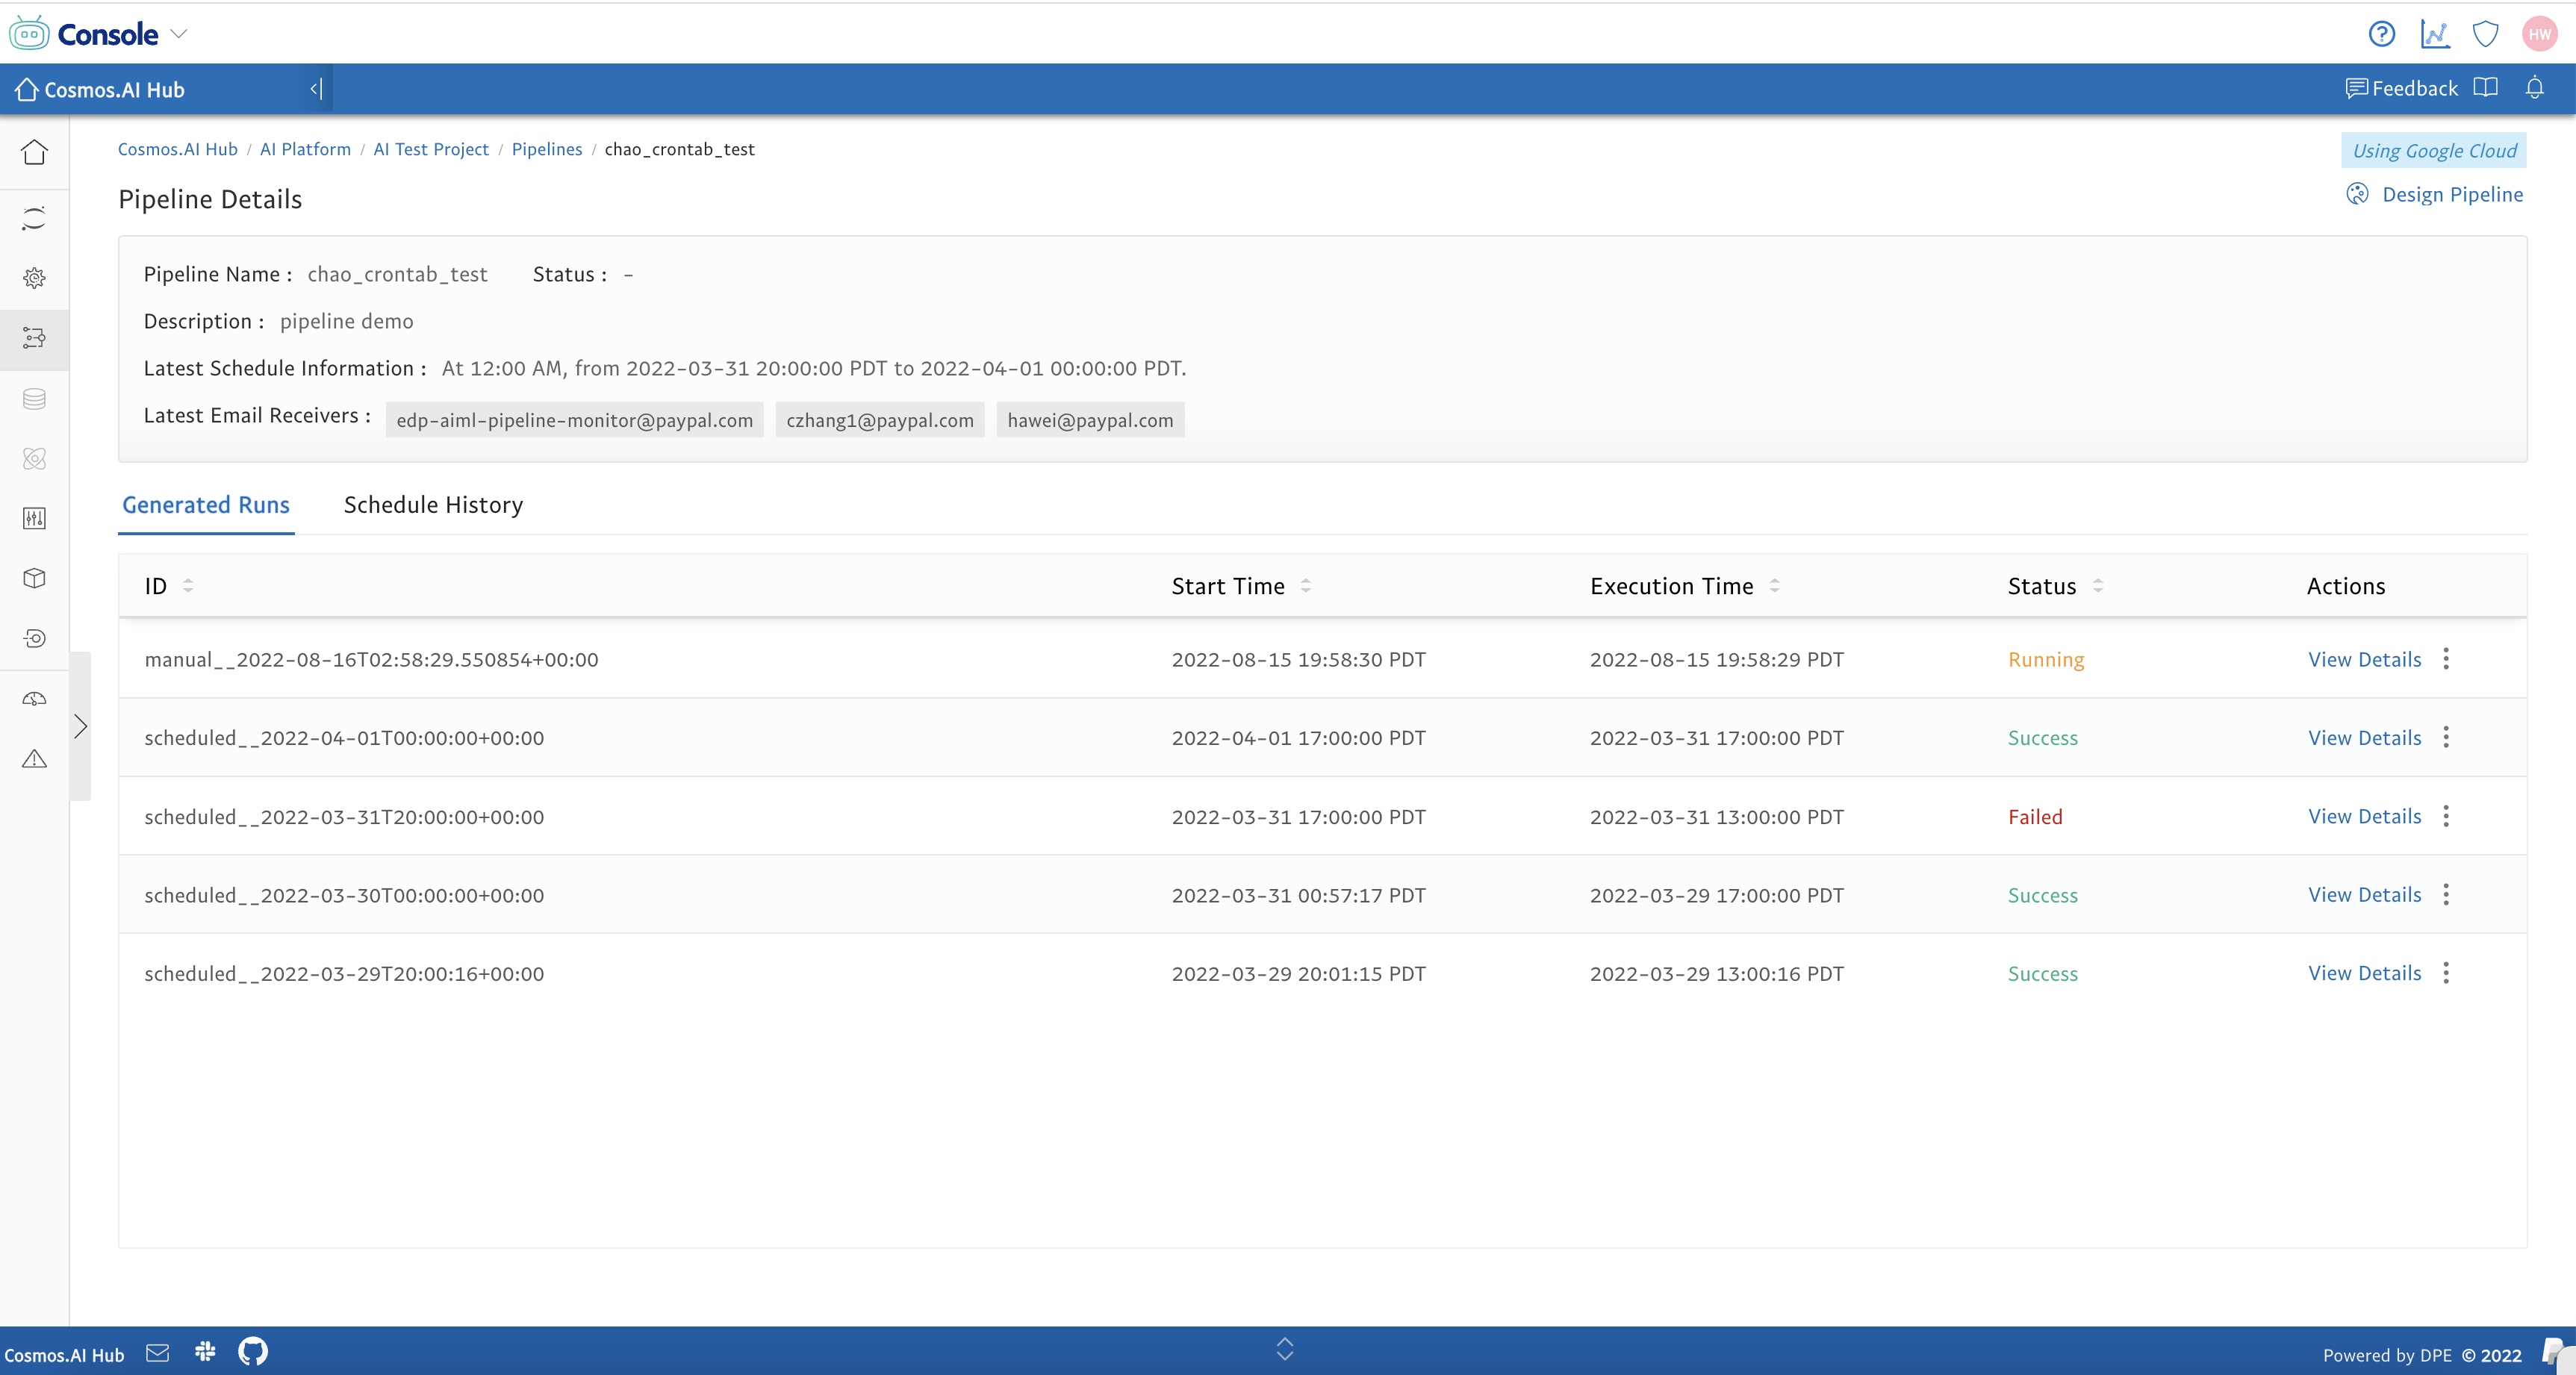 Console
HW
Cosmos.AI Hub
Feedback
Cosmos.AI Hub / AI Platform / AI Test Project / Pipelines / chao_crontab_test
Using Google Cloud
Pipeline Details
Design Pipeline
Pipeline Name : chao_crontab_test Status : -
Description : pipeline demo
Latest Schedule Information : At 12:00 AM, from 2022-03-31 20:00:00 PDT to 2022-04-01 00:00:00 PDT.
Latest Email Receivers : edp-aiml-pipeline-monitor@paypal.com czhang1@paypal.com hawei@paypal.com
Generated Runs Schedule History
ID Start Time Execution Time Status Actions
manual__2022-08-16T02:58:29.550854+00:00 2022-08-15 19:58:30 PDT 2022-08-15 19:58:29 PDT Running View Details
scheduled__2022-04-01T00:00:00+00:00 2022-04-01 17:00:00 PDT 2022-03-31 17:00:00 PDT Success View Details
scheduled__2022-03-31T20:00:00+00:00 2022-03-31 17:00:00 PDT 2022-03-31 13:00:00 PDT Failed View Details
scheduled__2022-03-30T00:00:00+00:00 2022-03-31 00:57:17 PDT 2022-03-29 17:00:00 PDT Success View Details
scheduled__2022-03-29T20:00:16+00:00 2022-03-29 20:01:15 PDT 2022-03-29 13:00:16 PDT Success View Details
Cosmos.AI Hub
Powered by DPE © 2022